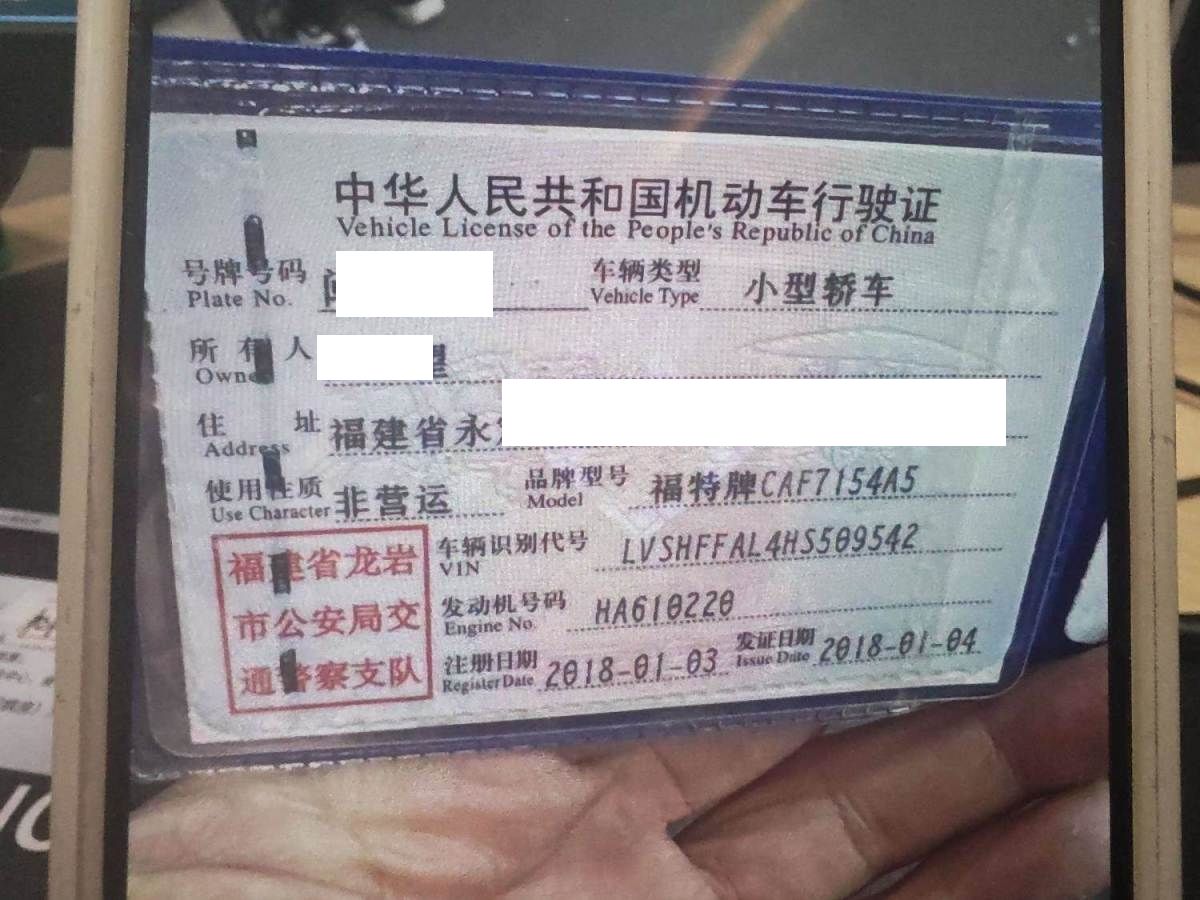 中华人民共和国机动车行驶证
Vehicle License of the People's Republic of China
号牌号码 车辆类型 小型轿车
Plate No. Vehicle Type
所有人
Owner
住址 福建省永
Address
使用性质 非营运 品牌型号 福特牌CAF7154A5
Use Character Model
福建省龙岩
市公安局交
通警察支队
车辆识别代号 LVSHFFAL4HS509542
VIN
发动机号码 HA610220
Engine No.
注册日期 2018-01-03 发证日期 2018-01-04
Register Date Issue Date